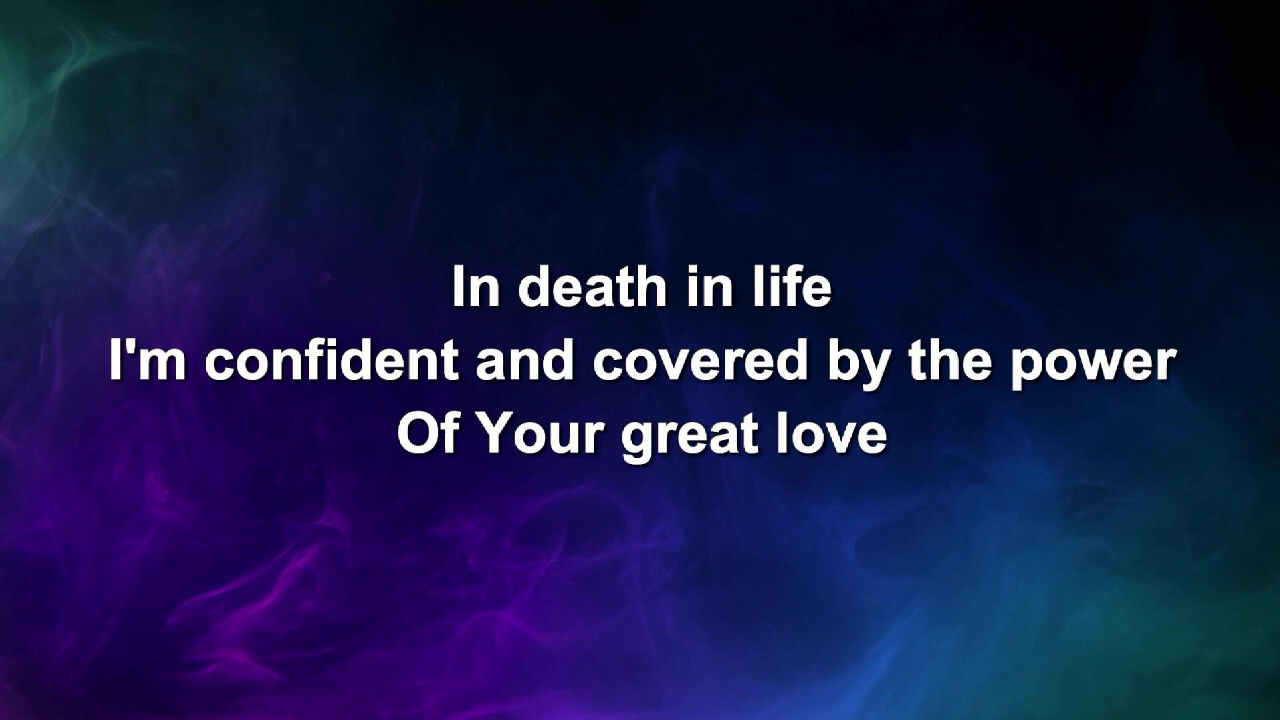 In death in life
I'm confident and covered by the power
Of Your great love